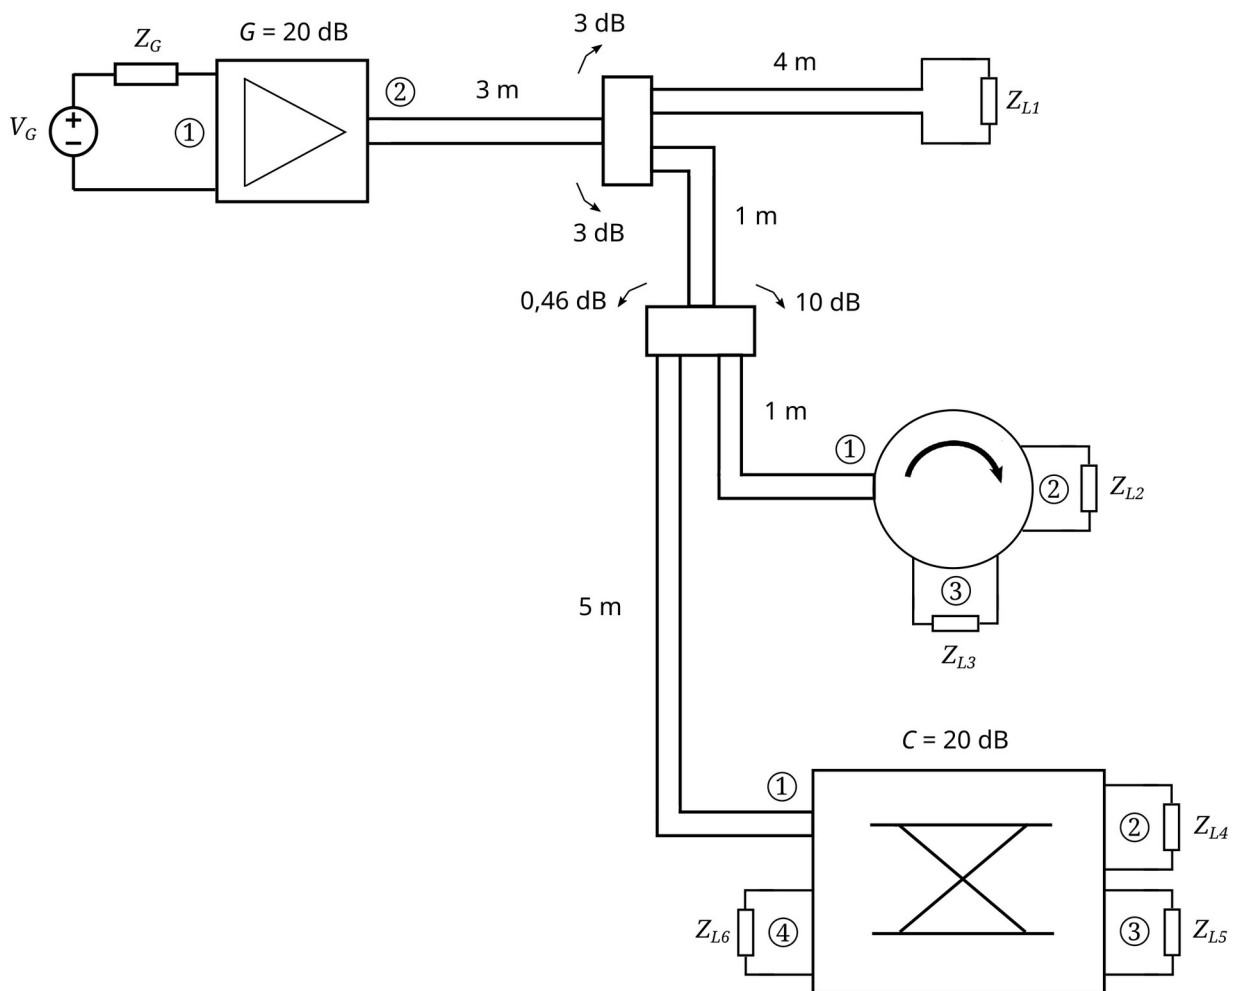 Z_G
G = 20 dB
3 dB
4 m
②
3 m
Z_L1
V_G
+
−
①
3 dB
1 m
0,46 dB
10 dB
1 m
①
②
Z_L2
③
Z_L3
5 m
C = 20 dB
①
②
Z_L4
Z_L6
④
③
Z_L5